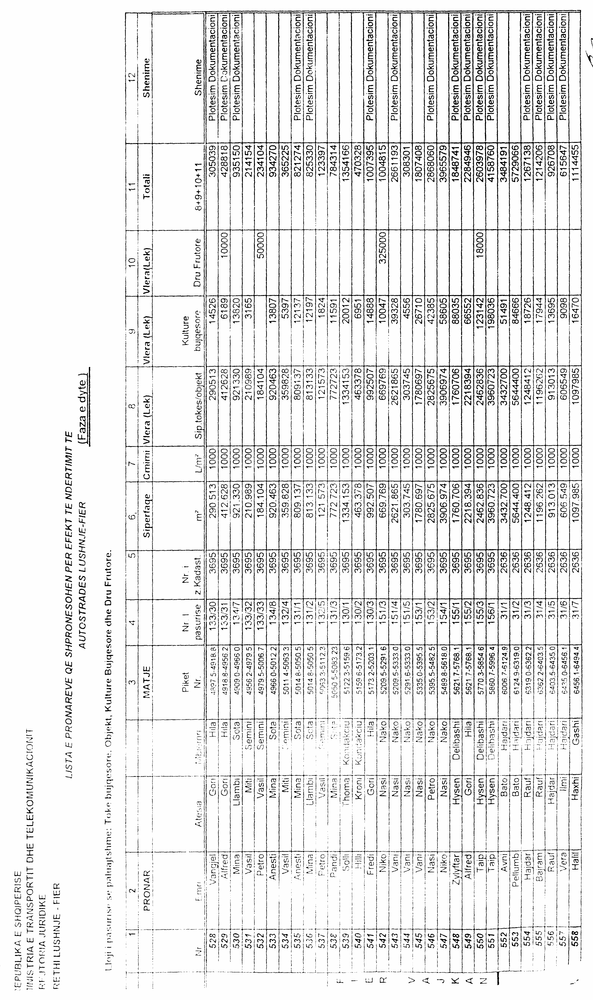 EPUBLIKA E SHQIPERISE
INISTRIA E TRANSPORTIT DHE TELEKOMUNIKACIONIT
REJTORIA JURIDIKE
RETHI LUSHNJE - FIER
LISTA E PRONAREVE QE SHPRONESOHEN PER EFEKT TE NDERTIMIT TE
AUTOSTRADES LUSHNJE-FIER (Faza e dyte)
Lloji i pasurise se paluajtshme: Toke bujqesore, Objekt, Kulture Bujqesore dhe Dru Frutore.
1 2 3 4 5 6 7 8 9 10 11 12
PRONAR MATJE Siperfaqe Cmimi Vlera (Lek) Vlera (Lek) Vlera(Lek) Totali Shenime
Piket Nr. I Nr. i Kulture
Nr Emri Atesia Mbiemri Nr. pasurise z.Kadast. m² L/m² Sip.tokes/objekt bujqesore Dru Frutore 8+9+10+11 Shenime
528 Vangjel Gori Hila 4897.5-4918.8 133/30 3695 290.513 1000 290513 14526 305039 Plotesim Dokumentacioni
529 Alfred Gori Hila 4918.8-4956.2 133/31 3695 412.628 1000 412628 6189 10000 428818 Plotesim Dokumentacioni
530 Mina Llambi Sota 4909.0-4966.0 134/7 3695 921.330 1000 921330 13820 935150 Plotesim Dokumentacioni
531 Vasil Miti Semini 4956.2-4979.5 133/32 3695 210.989 1000 210989 3165 214154
532 Petro Vasil Semini 4979.5-5006.7 133/33 3695 184.104 1000 184104 50000 234104
533 Anesti Mina Sota 4966.0-5012.2 134/8 3695 920.463 1000 920463 13807 934270
534 Vasil Miti Semini 5011.4-5063.3 132/4 3695 359.828 1000 359828 5397 365225
535 Anesti Mina Sota 5014.8-5050.5 131/1 3695 809.137 1000 809137 12137 821274 Plotesim Dokumentacioni
536 Mina Llambi Sota 5014.8-5050.5 131/2 3695 813.133 1000 813133 12197 825330 Plotesim Dokumentacioni
537 Petro Vasil Semini 5063.3-5112.3 132/5 3695 121.573 1000 121573 1824 123397
538 Pandi Mina Sota 5050.5-5083.23 131/3 3695 772.723 1000 772723 11591 784314
539 Solli Thoma Kondakciu 5122.3-5159.6 130/1 3695 1334.153 1000 1334153 20012 1354166
540 Hilli Kroni Kondakciu 5159.6-5173.2 130/2 3695 463.378 1000 463378 6951 470328
541 Fredi Gori Hila 5173.2-5203.1 130/3 3695 992.507 1000 992507 14888 1007395 Plotesim Dokumentacioni
542 Niko Nasi Nako 5209.5-5291.6 151/3 3695 669.769 1000 669769 10047 325000 1004815
543 Vani Nasi Nako 5209.5-5333.0 151/4 3695 2621.865 1000 2621865 39328 2661193 Plotesim Dokumentacioni
544 Vani Nasi Nako 5291.6-5333.0 151/5 3695 303.745 1000 303745 4556 308301
545 Vani Nasi Nako 5335.0-5395.5 153/1 3695 1780.697 1000 1780697 26710 1807408
546 Nasi Petro Nako 5395.5-5482.5 153/2 3695 2825.675 1000 2825675 42385 2868060 Plotesim Dokumentacioni
547 Niko Nasi Nako 5489.8-5618.0 154/1 3695 3906.974 1000 3906974 58605 3965579
548 Zylyftar Hysen Delibashi 5621.7-5768.1 155/1 3695 1760.706 1000 1760706 88035 1848741 Plotesim Dokumentacioni
549 Alfred Gori Hila 5621.7-5768.1 155/2 3695 2218.394 1000 2218394 66552 2284946 Plotesim Dokumentacioni
550 Taip Hysen Delibashi 5770.3-5854.6 155/3 3695 2462.836 1000 2462836 123142 18000 2603978 Plotesim Dokumentacioni
551 Taip Hysen Delibashi 5860.7-5996.4 156/1 3695 3960.723 1000 3960723 198036 4158760 Plotesim Dokumentacioni
552 Avni Bato Hajdari 6006.7-6124.9 31/1 2636 3432.700 1000 3432700 51491 3484191
553 Pellumb Bato Hajdari 6124.9-6319.0 31/2 2636 5644.400 1000 5644400 84666 5729066
554 Hajdar Rauf Hajdari 6319.0-6362.2 31/3 2636 1248.412 1000 1248412 18726 1267138 Plotesim Dokumentacioni
555 Bajram Rauf Hajdari 6362.2-6403.5 31/4 2636 1196.262 1000 1196262 17944 1214206 Plotesim Dokumentacioni
556 Rauf Hajdar Hajdari 6403.5-6435.0 31/5 2636 913.013 1000 913013 13695 926708 Plotesim Dokumentacioni
557 Vera Ilmi Hajdari 6435.0-6456.1 31/6 2636 606.549 1000 606549 9098 615647 Plotesim Dokumentacioni
558 Halil Haxhi Gashi 6456.1-6494.4 31/7 2636 1097.985 1000 1097985 16470 1114455
F I E R V A J K A N